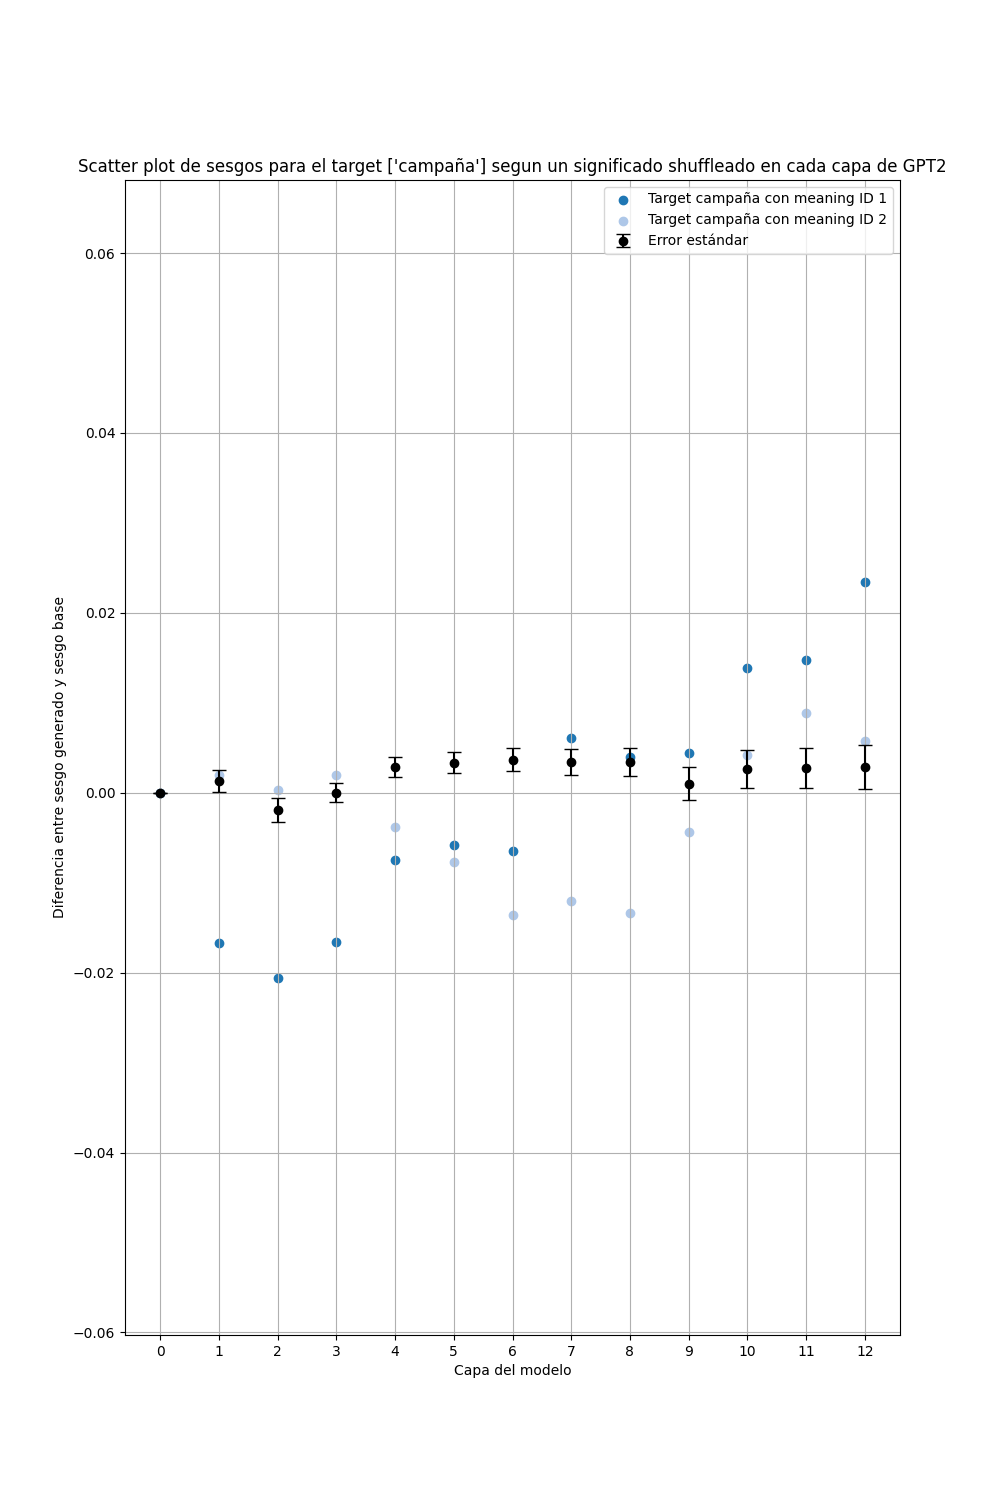 Scatter plot de sesgos para el target ['campaña'] segun un significado shuffleado en cada capa de GPT2
Target campaña con meaning ID 1
Target campaña con meaning ID 2
Error estándar
Diferencia entre sesgo generado y sesgo base
0.06
0.04
0.02
0.00
−0.02
−0.04
−0.06
0 1 2 3 4 5 6 7 8 9 10 11 12
Capa del modelo